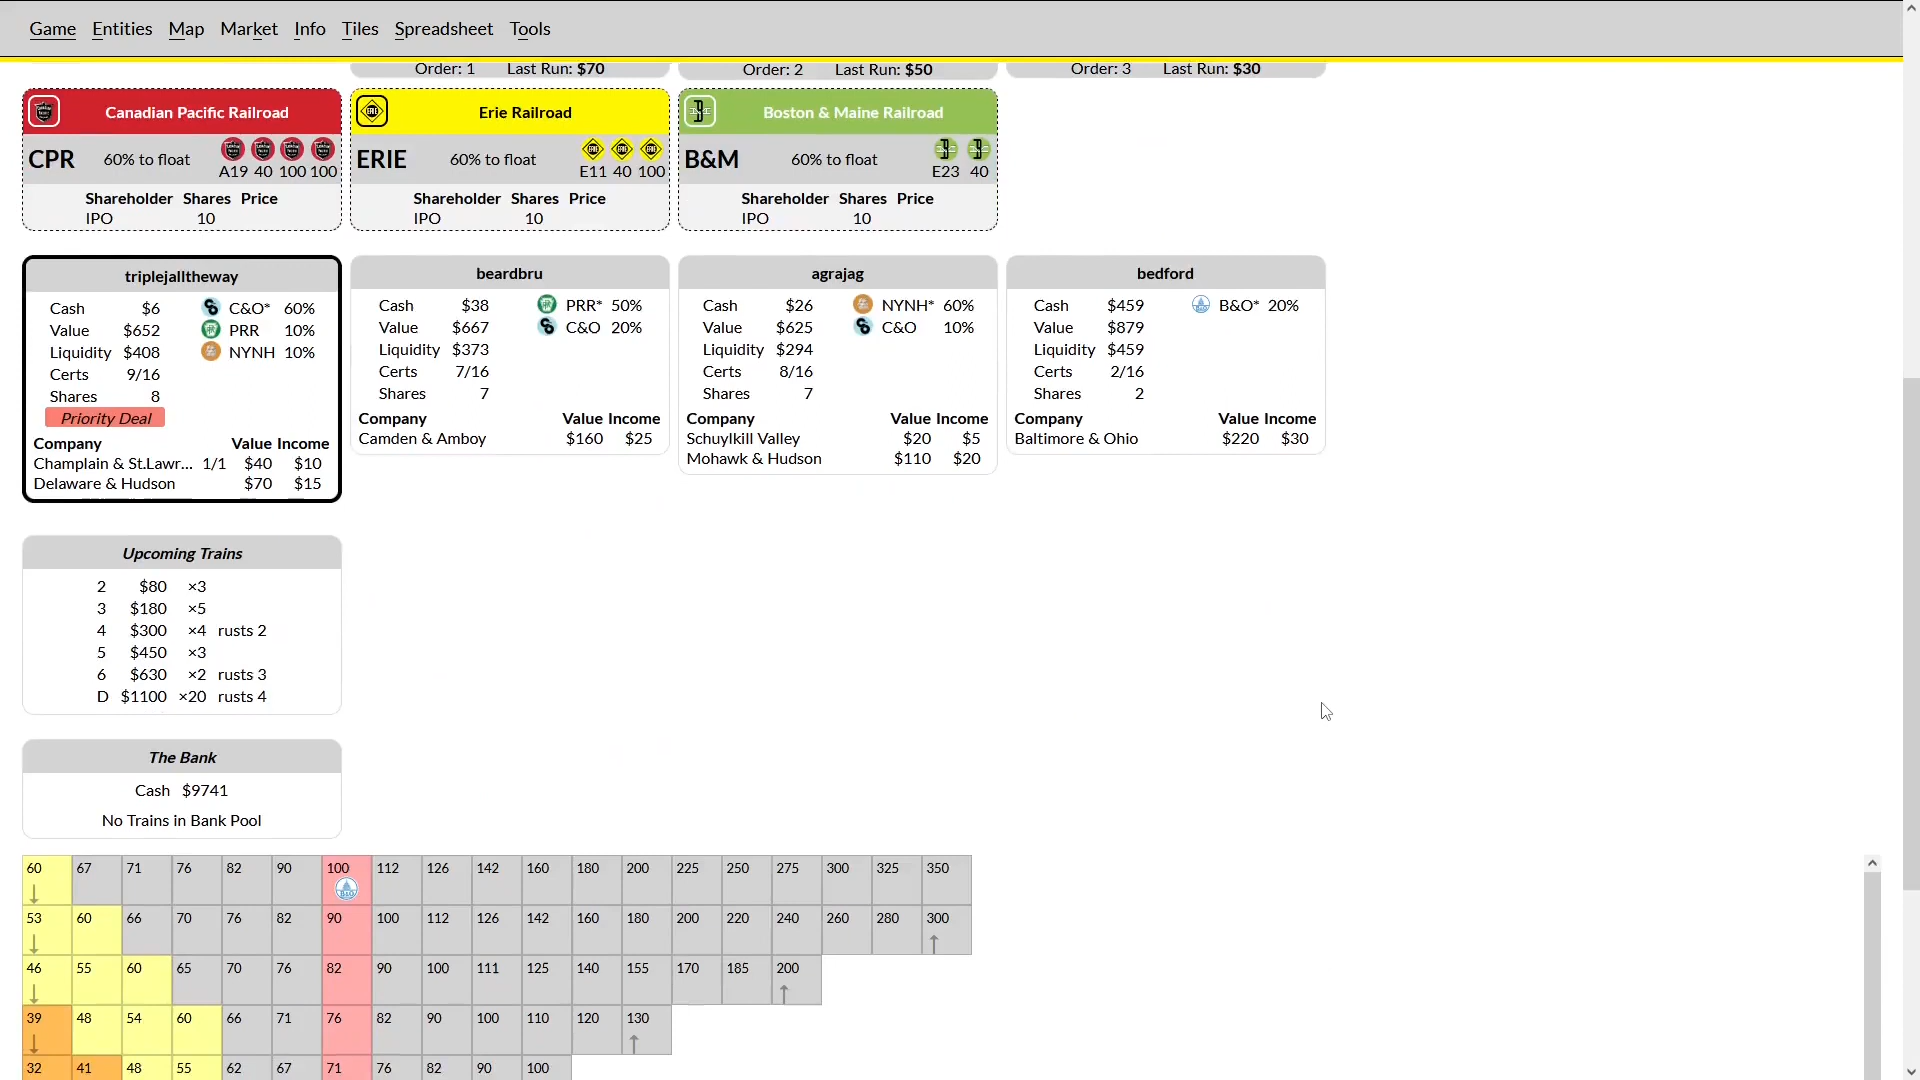 Game Entities Map Market Info Tiles Spreadsheet Tools
Order: 1 Last Run: $70 Order: 2 Last Run: $50 Order: 3 Last Run: $30
Canadian Pacific Railroad
CPR 60% to float
A19 40 100 100
Shareholder Shares Price
IPO 10
Erie Railroad
ERIE 60% to float
E11 40 100
Shareholder Shares Price
IPO 10
Boston & Maine Railroad
B&M 60% to float
E23 40
Shareholder Shares Price
IPO 10
triplejalltheway
Cash $6 C&O* 60%
Value $652 PRR 10%
Liquidity $408 NYNH 10%
Certs 9/16
Shares 8
Priority Deal
Company Value Income
Champlain & St.Lawr... 1/1 $40 $10
Delaware & Hudson $70 $15
beardbru
Cash $38 PRR* 50%
Value $667 C&O 20%
Liquidity $373
Certs 7/16
Shares 7
Company Value Income
Camden & Amboy $160 $25
agrajag
Cash $26 NYNH* 60%
Value $625 C&O 10%
Liquidity $294
Certs 8/16
Shares 7
Company Value Income
Schuylkill Valley $20 $5
Mohawk & Hudson $110 $20
bedford
Cash $459 B&O* 20%
Value $879
Liquidity $459
Certs 2/16
Shares 2
Company Value Income
Baltimore & Ohio $220 $30
Upcoming Trains
2 $80 ×3
3 $180 ×5
4 $300 ×4 rusts 2
5 $450 ×3
6 $630 ×2 rusts 3
D $1100 ×20 rusts 4
The Bank
Cash $9741
No Trains in Bank Pool
60 67 71 76 82 90 100 112 126 142 160 180 200 225 250 275 300 325 350
↓ B&O
53 60 66 70 76 82 90 100 112 126 142 160 180 200 220 240 260 280 300
↓ ↑
46 55 60 65 70 76 82 90 100 111 125 140 155 170 185 200
↓ ↑
39 48 54 60 66 71 76 82 90 100 110 120 130
↓ ↑
32 41 48 55 62 67 71 76 82 90 100